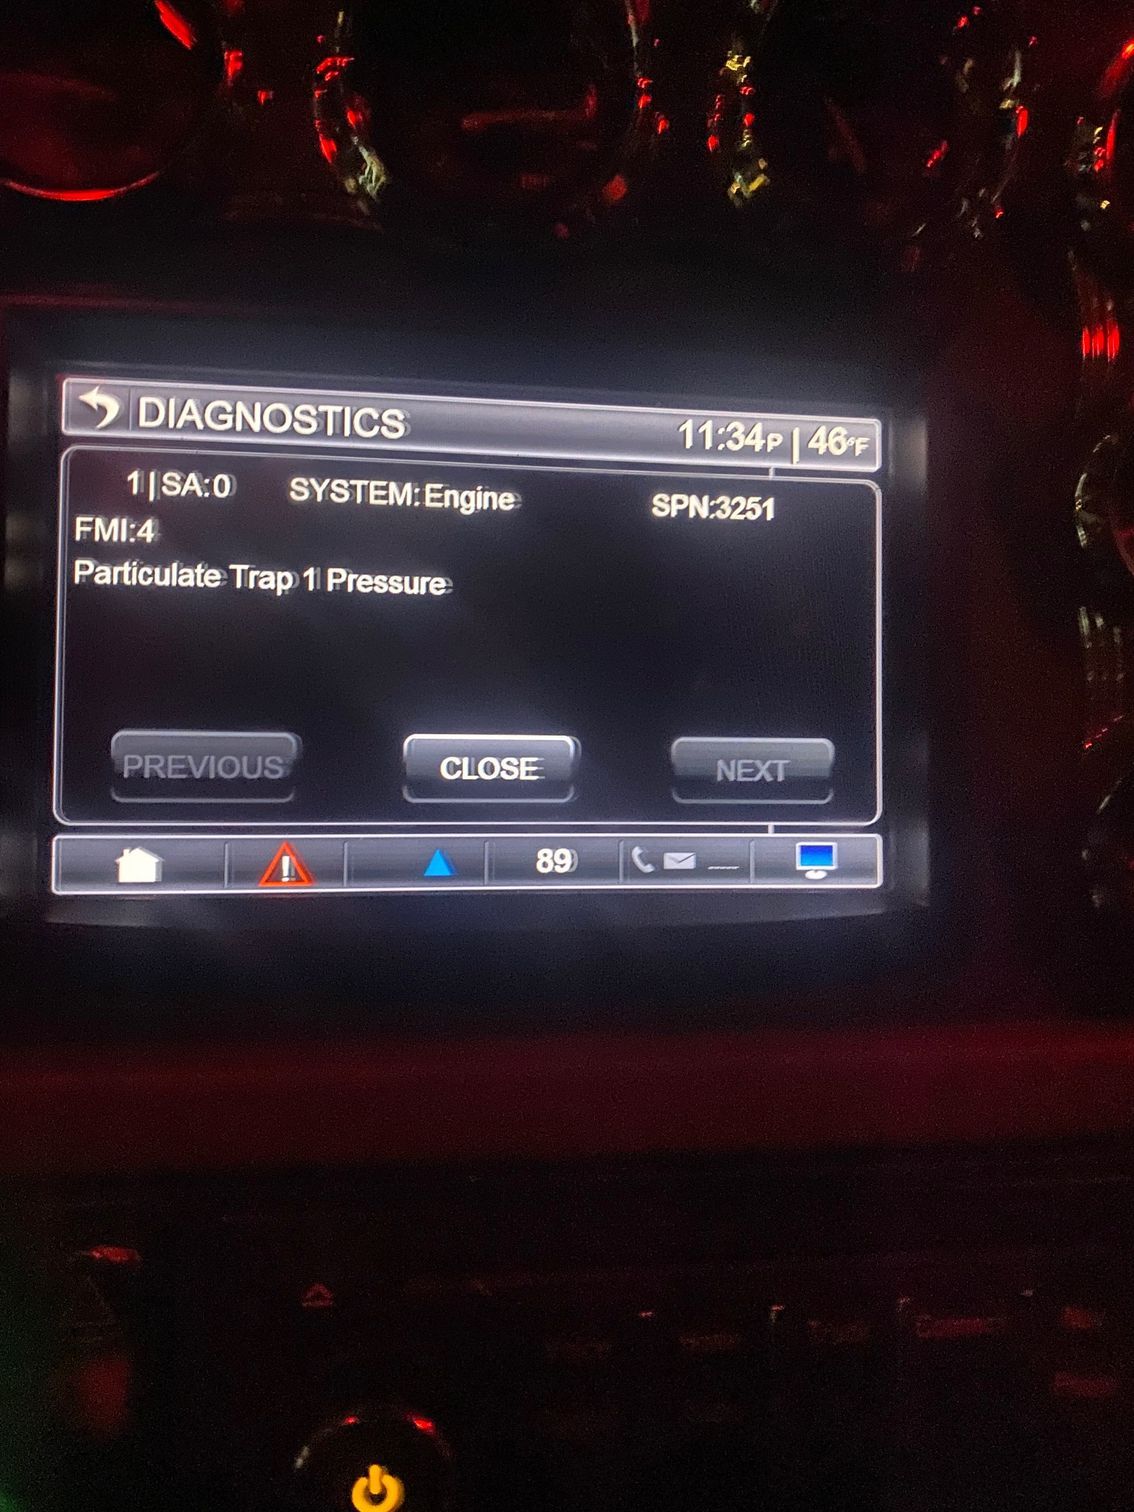 DIAGNOSTICS 11:34P | 46°F
1|SA:0 SYSTEM:Engine SPN:3251
FMI:4
Particulate Trap 1 Pressure
PREVIOUS CLOSE NEXT
89